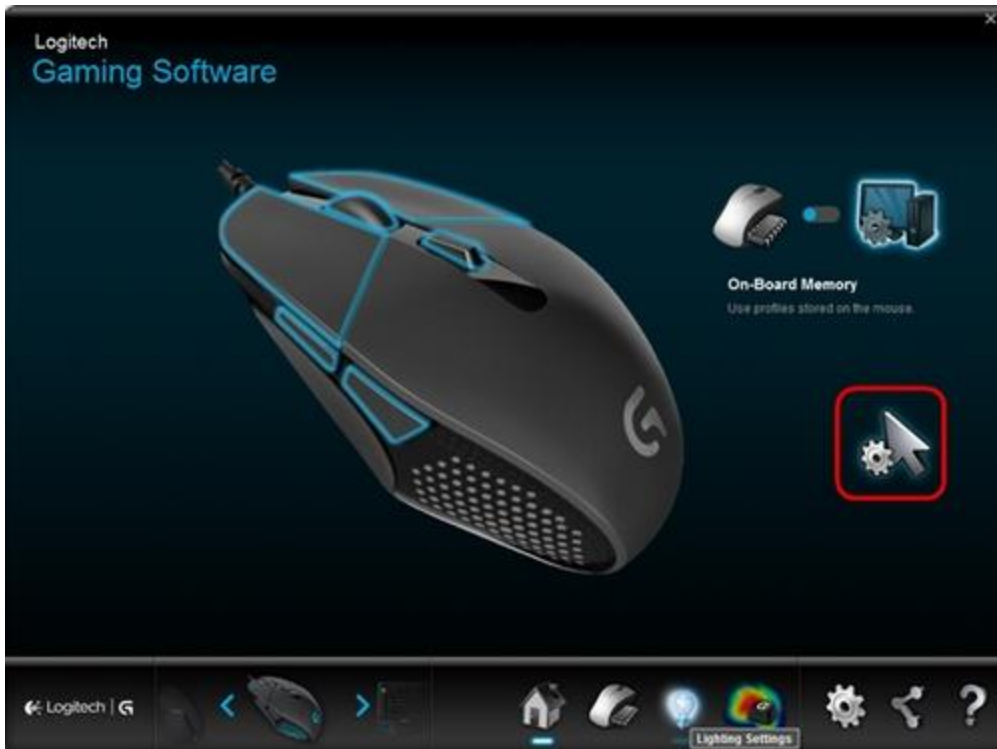 Logitech
Gaming Software
On-Board Memory
Use profiles stored on the mouse.
Logitech | G
Lighting Settings
?